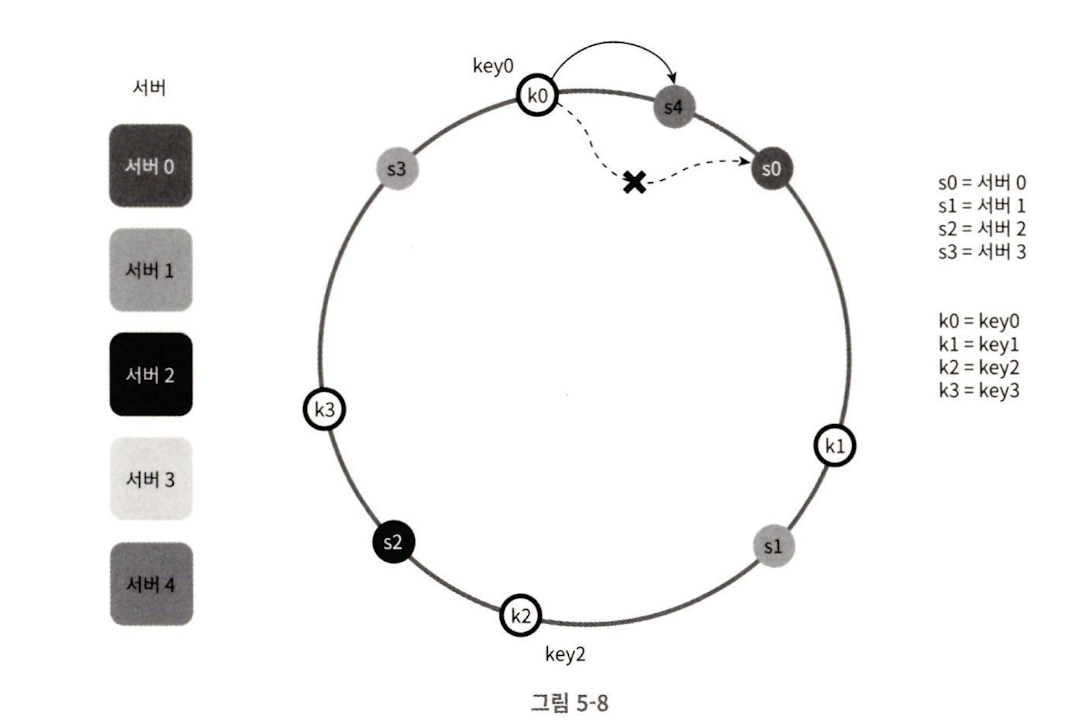 서버
서버 0
서버 1
서버 2
서버 3
서버 4
key0
k0
s4
s3
s0
k3
k1
s2
s1
k2
key2
s0 = 서버 0
s1 = 서버 1
s2 = 서버 2
s3 = 서버 3
k0 = key0
k1 = key1
k2 = key2
k3 = key3
그림 5-8